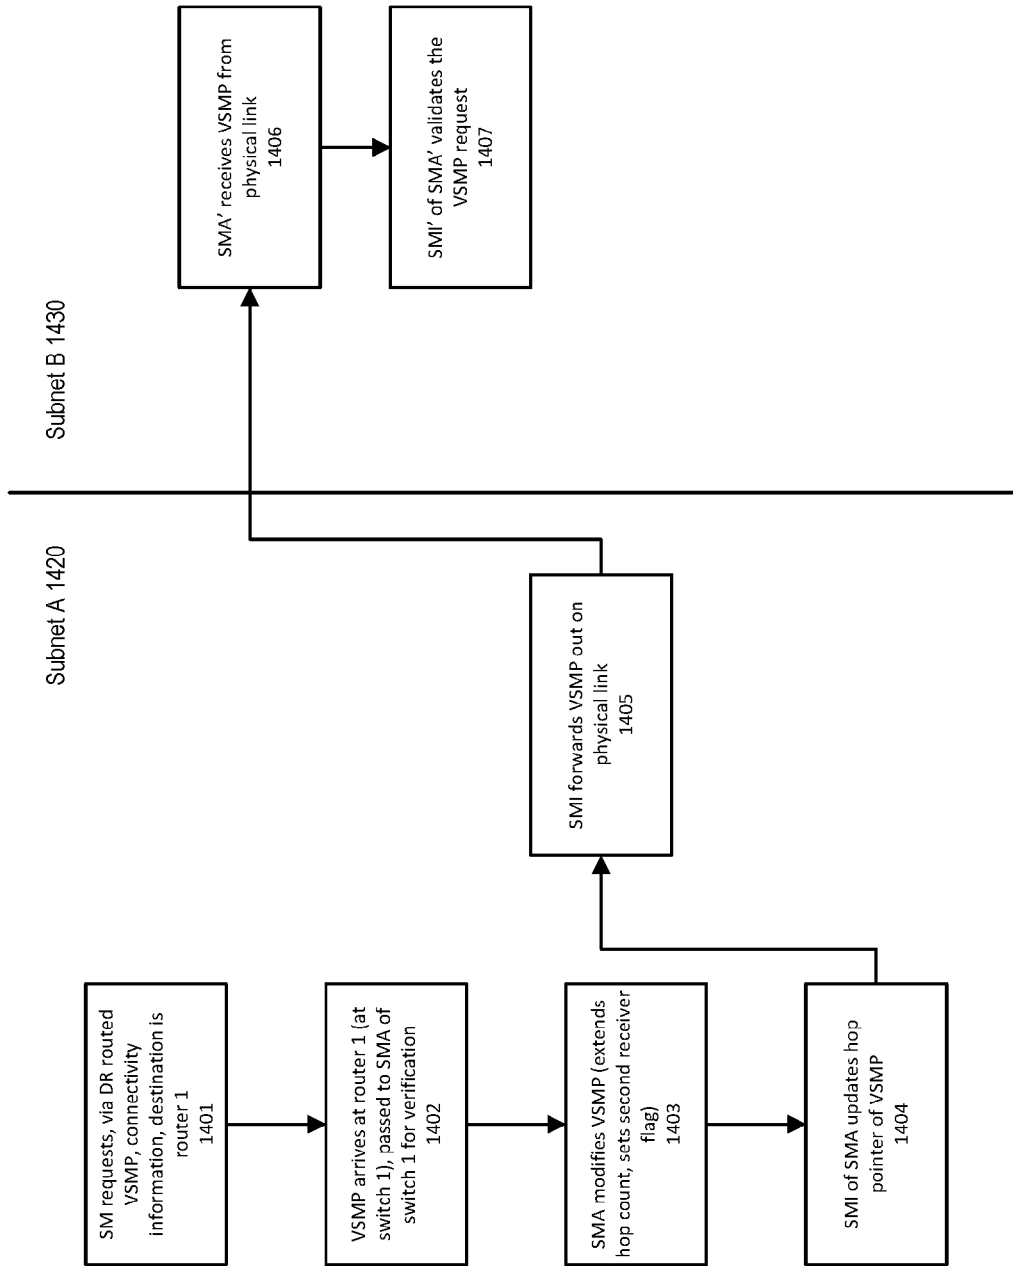 Subnet A 1420
Subnet B 1430
SM requests, via DR routed
VSMP, connectivity
information, destination is
router 1
1401
VSMP arrives at router 1 (at
switch 1), passed to SMA of
switch 1 for verification
1402
SMA modifies VSMP (extends
hop count, sets second receiver
flag)
1403
SMI of SMA updates hop
pointer of VSMP
1404
SMI forwards VSMP out on
physical link
1405
SMA’ receives VSMP from
physical link
1406
SMI’ of SMA’ validates the
VSMP request
1407